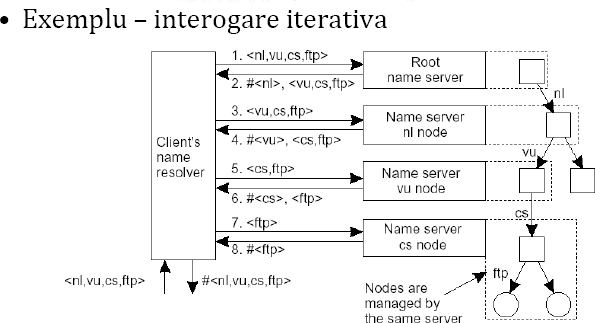 • Exemplu – interogare iterativa
1. <nl,vu,cs,ftp>
2. #<nl>, <vu,cs,ftp>
3. <vu,cs,ftp>
4. #<vu>, <cs,ftp>
5. <cs,ftp>
6. #<cs>, <ftp>
7. <ftp>
8. #<ftp>
Client's
name
resolver
<nl,vu,cs,ftp>
#<nl,vu,cs,ftp>
Root
name server
Name server
nl node
Name server
vu node
Name server
cs node
nl
vu
cs
ftp
Nodes are
managed by
the same server